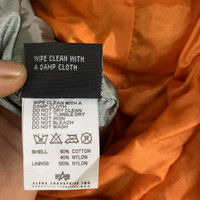 WIPE CLEAN WITH
A DAMP CLOTH
WIPE CLEAN WITH
A DAMP CLOTH
DO NOT DRY CLEAN
DO NOT TUMBLE DRY
DO NOT IRON
DO NOT BLEACH
DO NOT WASH
SHELL 60% COTTON
40% NYLON
LININGS 100% NYLON
ALPHA INDUSTRIES INC.